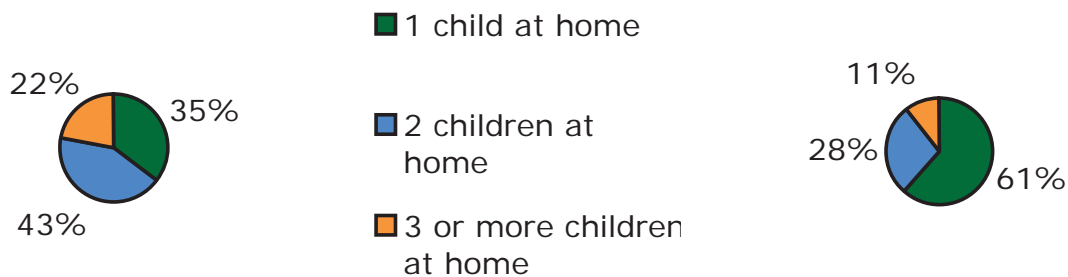 22%
35%
43%
1 child at home
2 children at
home
3 or more children
at home
11%
28%
61%